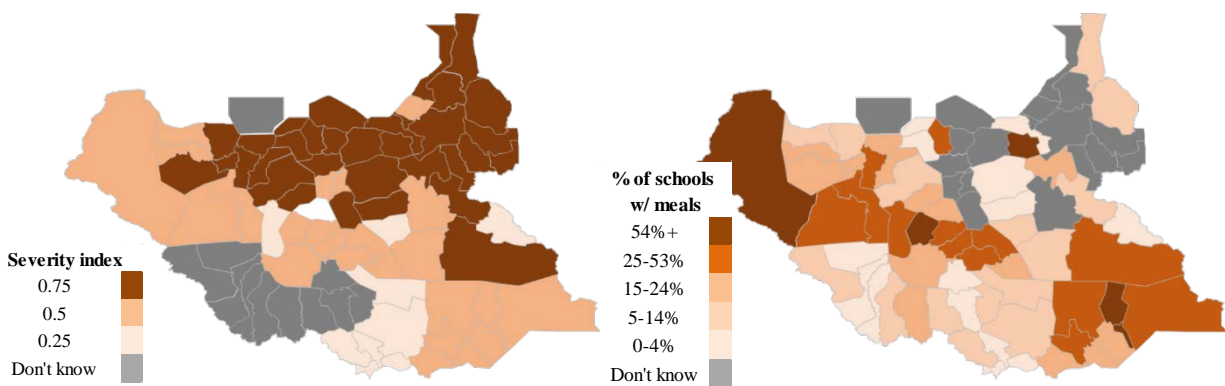 Severity index
0.75
0.5
0.25
Don't know
% of schools
w/ meals
54%+
25-53%
15-24%
5-14%
0-4%
Don't know